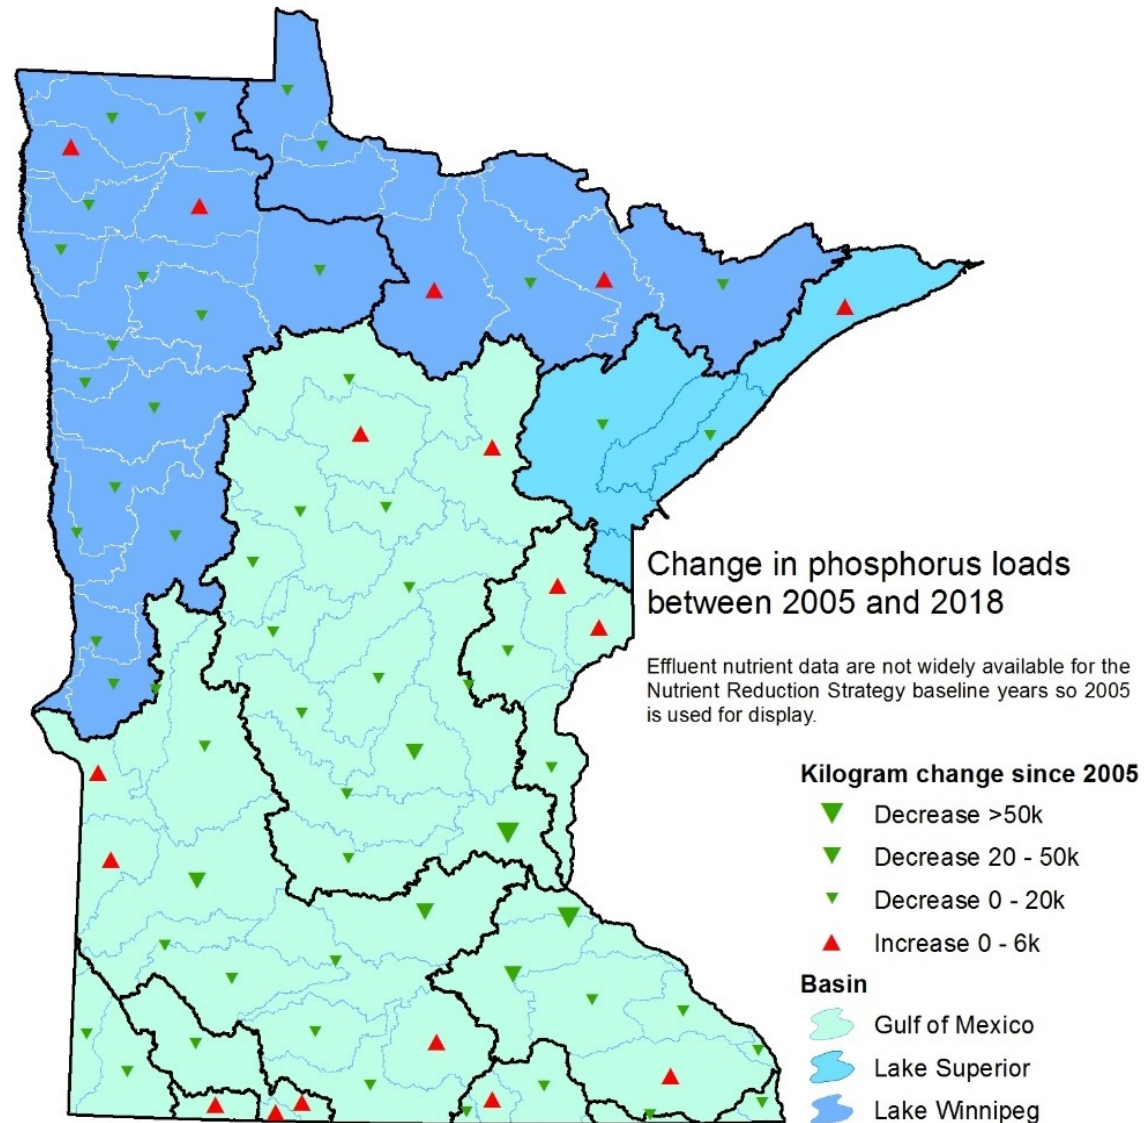 Change in phosphorus loads
between 2005 and 2018
Effluent nutrient data are not widely available for the
Nutrient Reduction Strategy baseline years so 2005
is used for display.
Kilogram change since 2005
Decrease >50k
Decrease 20 - 50k
Decrease 0 - 20k
Increase 0 - 6k
Basin
Gulf of Mexico
Lake Superior
Lake Winnipeg